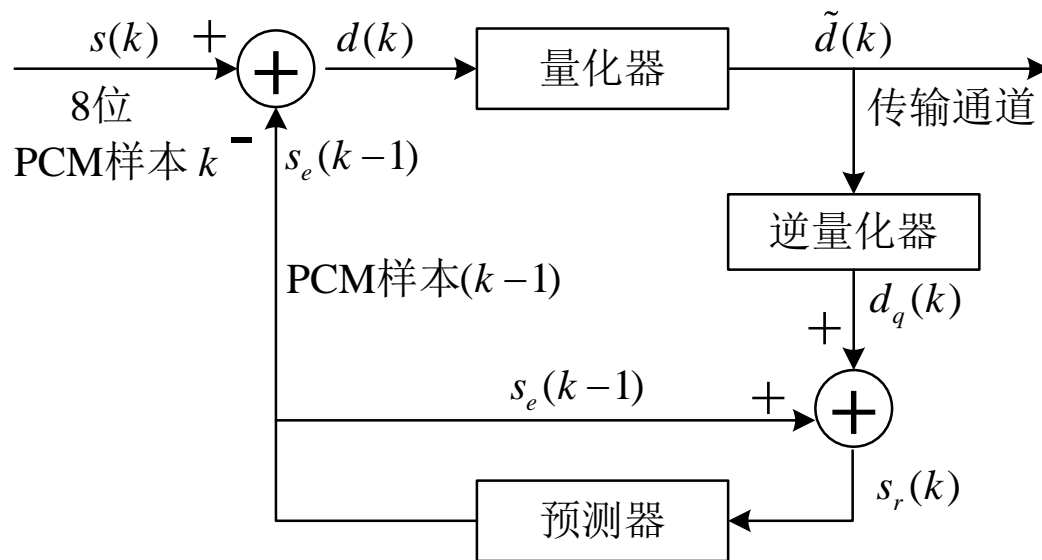 s(k) + d(k) 量化器 d̃(k)
+
8位
PCM样本 k
-
s_e(k-1)
传输通道
逆量化器
PCM样本(k-1)
d_q(k)
+
s_e(k-1) +
+
s_r(k)
预测器